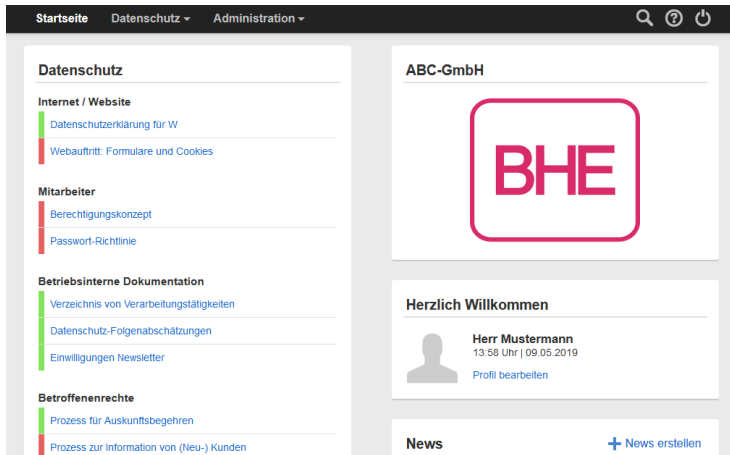 Startseite Datenschutz Administration
Datenschutz
Internet / Website
Datenschutzerklärung für W
Webauftritt: Formulare und Cookies
Mitarbeiter
Berechtigungskonzept
Passwort-Richtlinie
Betriebsinterne Dokumentation
Verzeichnis von Verarbeitungstätigkeiten
Datenschutz-Folgenabschätzungen
Einwilligungen Newsletter
Betroffenenrechte
Prozess für Auskunftsbegehren
Prozess zur Information von (Neu-) Kunden
ABC-GmbH
BHE
Herzlich Willkommen
Herr Mustermann
13:58 Uhr | 09.05.2019
Profil bearbeiten
News
News erstellen